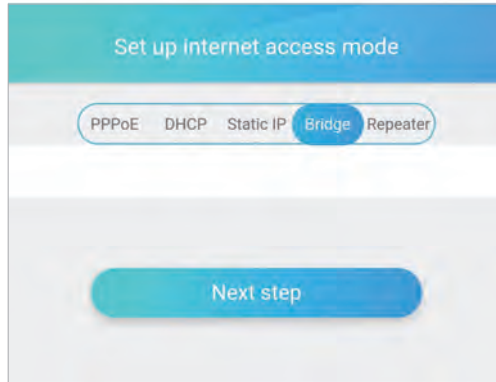 Set up internet access mode
PPPoE DHCP Static IP Bridge Repeater
Next step